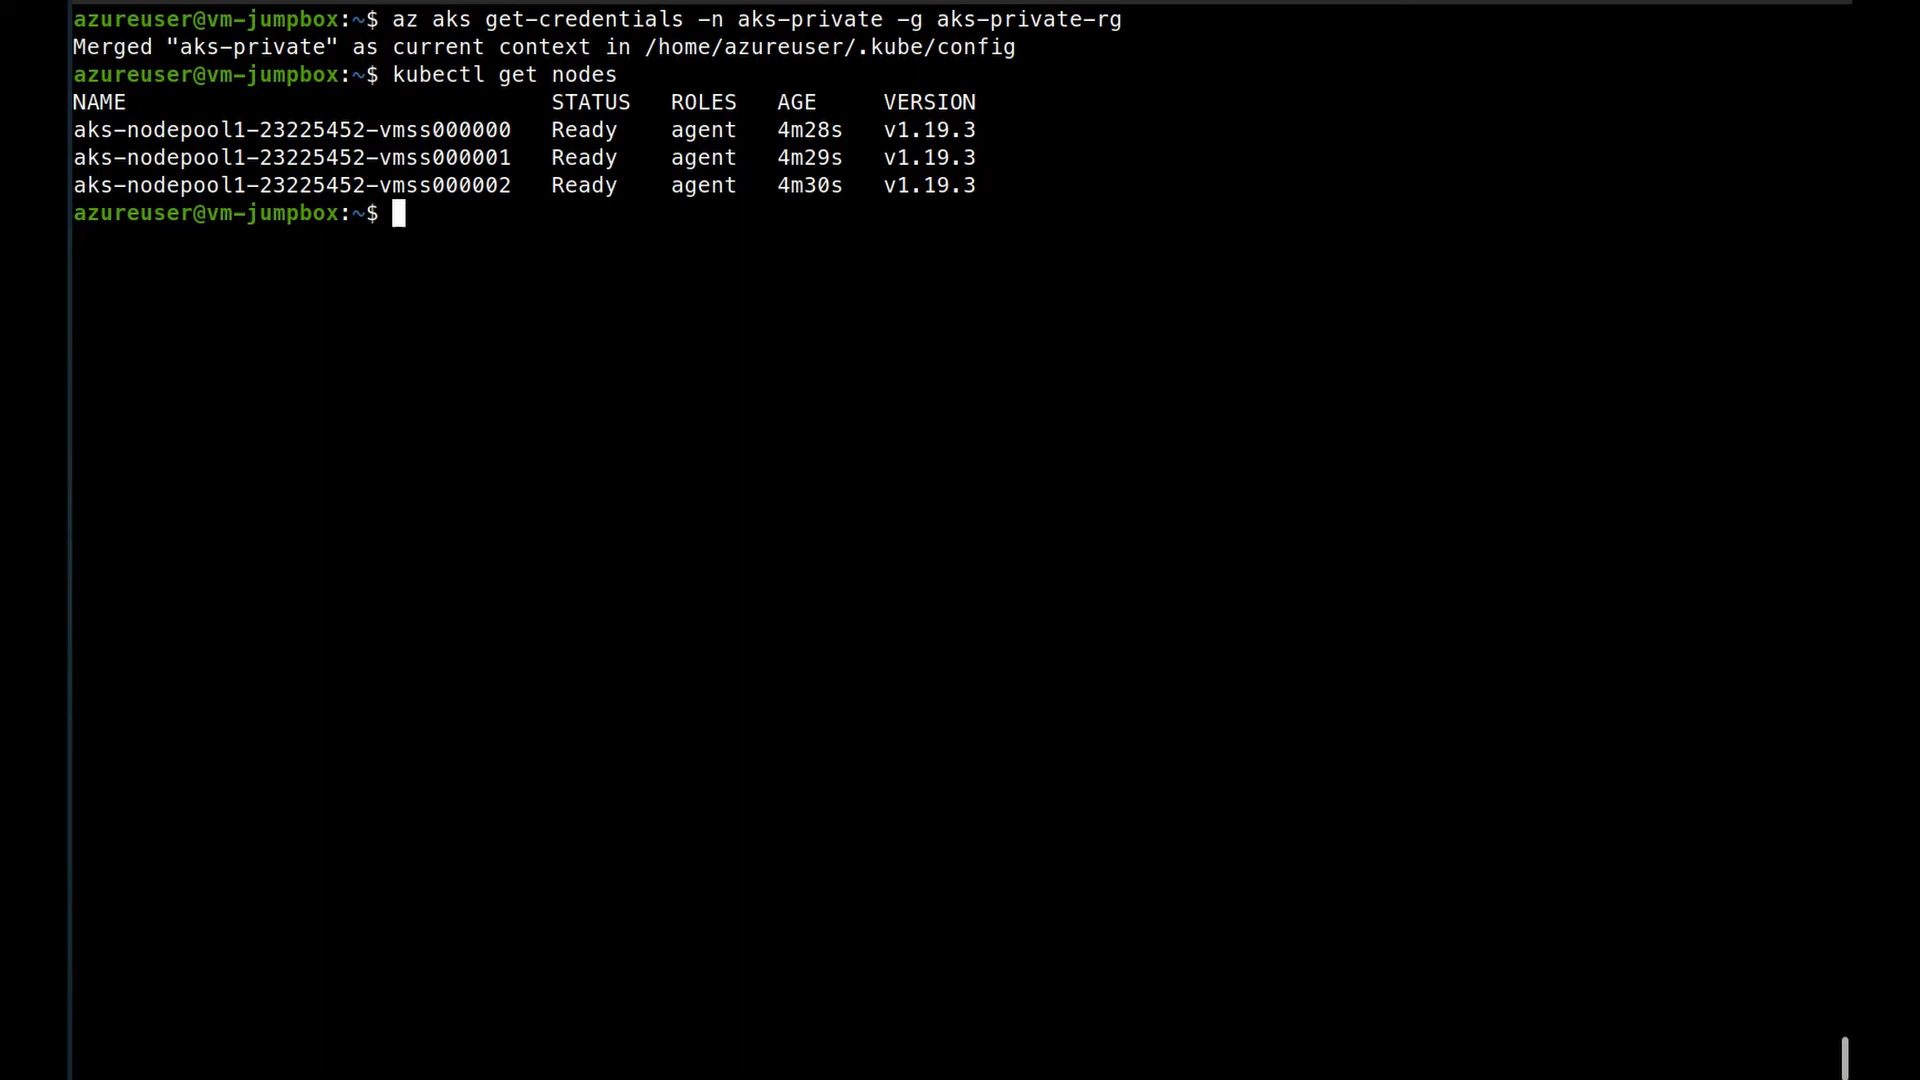 azureuser@vm-jumpbox:~$ az aks get-credentials -n aks-private -g aks-private-rg
Merged "aks-private" as current context in /home/azureuser/.kube/config
azureuser@vm-jumpbox:~$ kubectl get nodes
NAME                                STATUS   ROLES   AGE     VERSION
aks-nodepool1-23225452-vmss000000   Ready    agent   4m28s   v1.19.3
aks-nodepool1-23225452-vmss000001   Ready    agent   4m29s   v1.19.3
aks-nodepool1-23225452-vmss000002   Ready    agent   4m30s   v1.19.3
azureuser@vm-jumpbox:~$